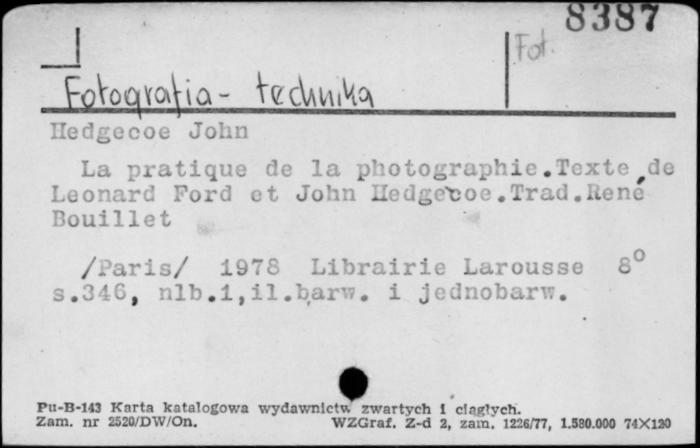 8387
Fot.
Fotografia - technika
Hedgecoe John
La pratique de la photographie.Texte de
Leonard Ford et John Hedgecoe.Trad.René
Bouillet
/Paris/ 1978 Librairie Larousse 8°
s.346, nlb.1,il.barw. i jednobarw.
Pu-B-143 Karta katalogowa wydawnictw zwartych i ciągłych.
Zam. nr 2520/DW/On. WZGraf. Z-d 2, zam. 1226/77, 1.580.000 74×120